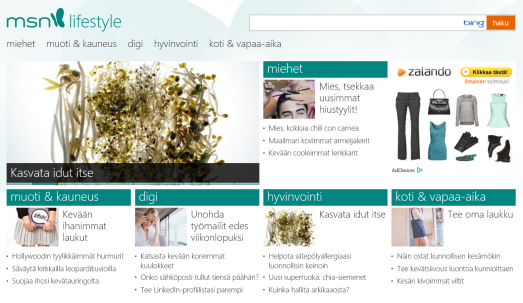 msn lifestyle
bing haku
miehet muoti & kauneus digi hyvinvointi koti & vapaa-aika
Kasvata idut itse
miehet
Mies, tsekkaa
uusimmat
hiustyylit!
Mies, kokkaa chili con carnea
Maailman kovimmat armeijaleirit
Kevään cooleimmat lenkkarit
zalando
Klikkaa tästä!
ilmainen toimitus!
AdChoices
muoti & kauneus
Kevään
ihanimmat
laukut
Hollywoodin tyylikkäimmät hurmurit
Säväytä kirkkailla leopardikuvioilla
Suojaa ihosi kevätauringolta
digi
Unohda
työmailit edes
viikonlopuksi
Katsasta kevään koreimmat
kuulokkeet
Onko sähköposti tullut tiensä päähän?
Tee LinkedIn-profiilistasi parempi
hyvinvointi
Kasvata idut itse
Helpota siitepölyallergiaasi
luonnollisin keinoin
Uusi superruoka: chia-siemenet
Kuinka hallita arkikaaosta?
koti & vapaa-aika
Tee oma laukku
Näin ostat kunnollisen kesämökin
Tee kevätsiivous luontoa kunnioittaen
Kesän kivoimmat viltit